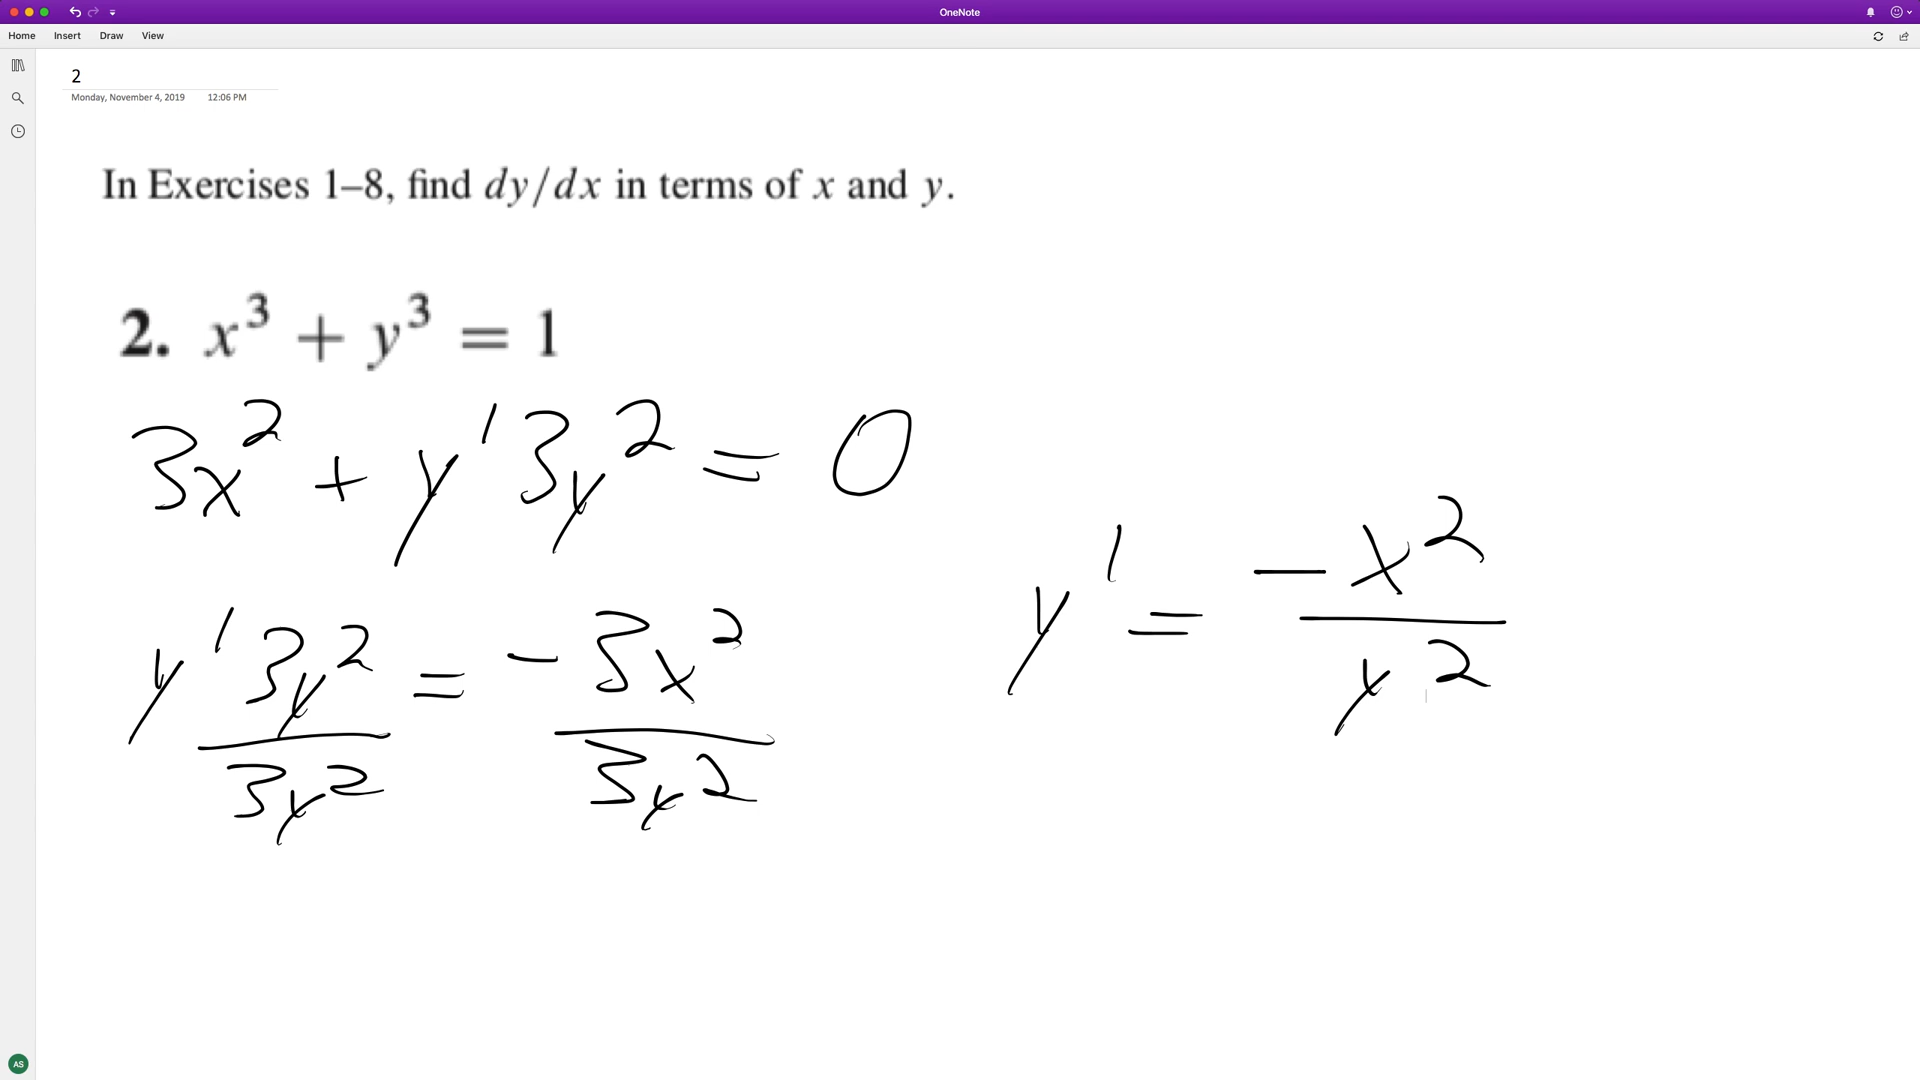 OneNote
Home Insert Draw View
2
Monday, November 4, 2019 12:06 PM
In Exercises 1–8, find dy/dx in terms of x and y.
2. x³ + y³ = 1
3x² + y'3y² = 0
y'3y²/3y² = -3x²/3y²
y' = -x²/y²
AS